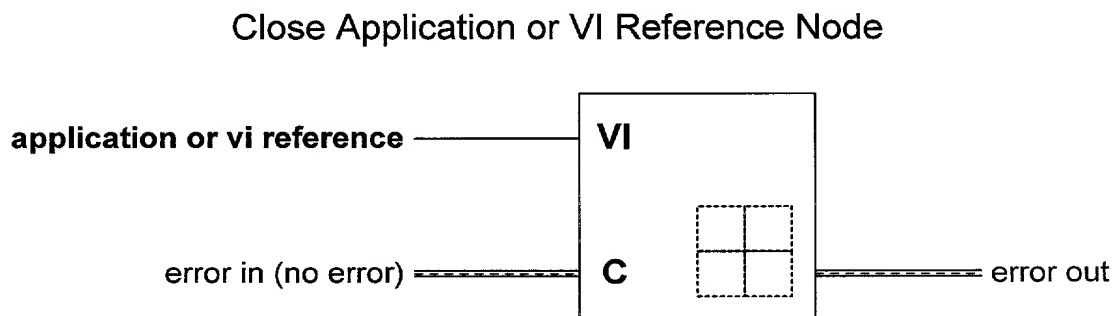 Close Application or VI Reference Node
application or vi reference
VI
error in (no error)
C
error out